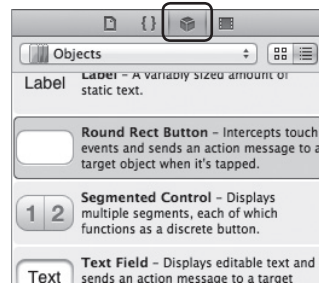 { }
Objects
Label
Label – A variably sized amount of
static text.
Round Rect Button – Intercepts touch
events and sends an action message to a
target object when it's tapped.
1 2
Segmented Control – Displays
multiple segments, each of which
functions as a discrete button.
Text
Text Field – Displays editable text and
sends an action message to a target